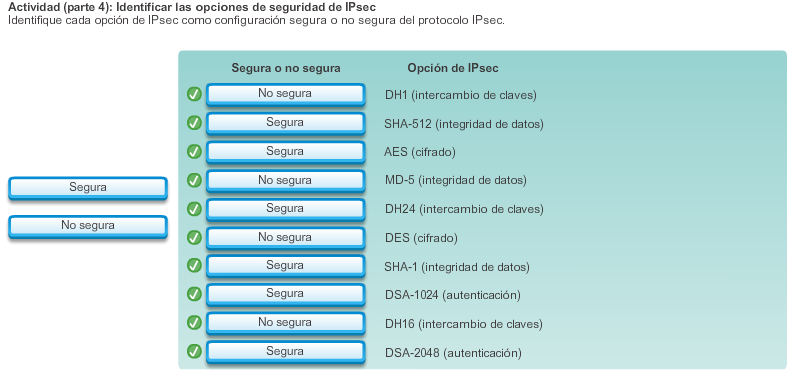 Actividad (parte 4): Identificar las opciones de seguridad de IPsec
Identifique cada opción de IPsec como configuración segura o no segura del protocolo IPsec.
Segura o no segura Opción de IPsec
No segura DH1 (intercambio de claves)
Segura SHA-512 (integridad de datos)
Segura AES (cifrado)
No segura MD-5 (integridad de datos)
Segura DH24 (intercambio de claves)
No segura DES (cifrado)
Segura SHA-1 (integridad de datos)
Segura DSA-1024 (autenticación)
No segura DH16 (intercambio de claves)
Segura DSA-2048 (autenticación)
Segura
No segura